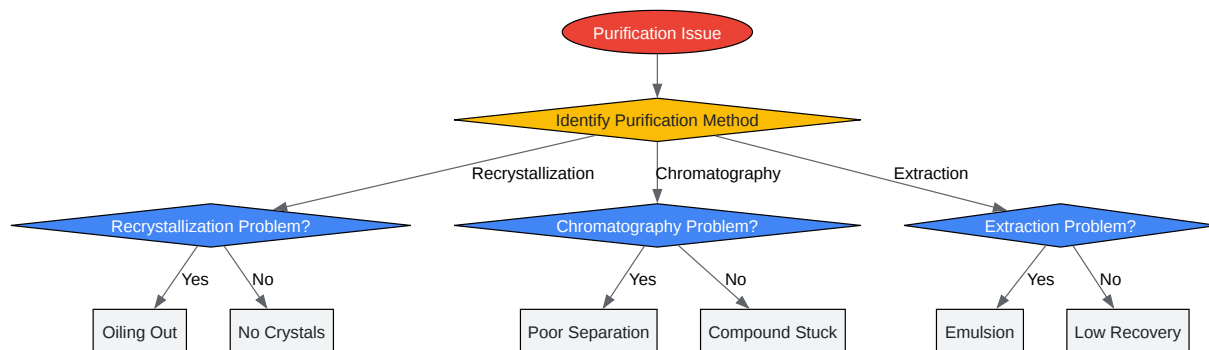 Purification Issue
Identify Purification Method
Recrystallization
Chromatography
Extraction
Recrystallization Problem?
Chromatography Problem?
Extraction Problem?
Yes
No
Yes
No
Yes
No
Oiling Out
No Crystals
Poor Separation
Compound Stuck
Emulsion
Low Recovery